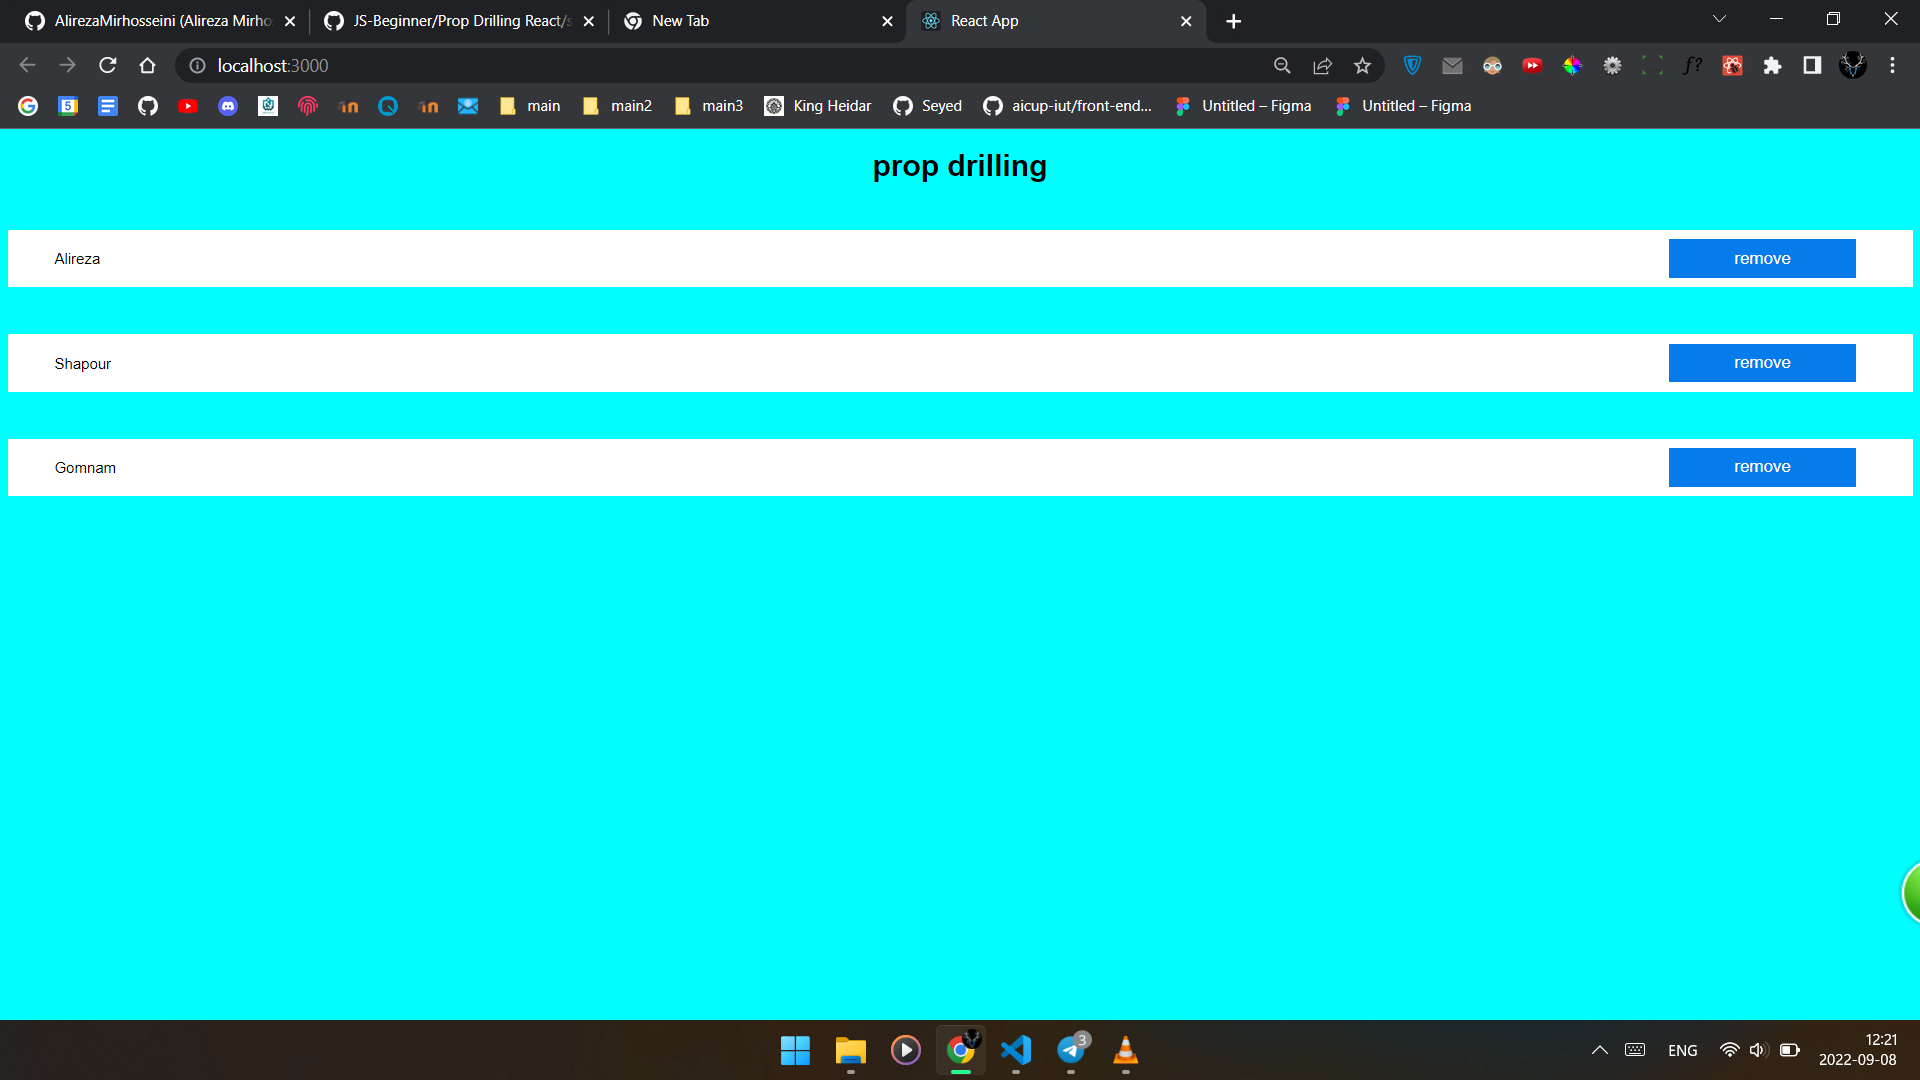 AlirezaMirhosseini (Alireza Mirho
JS-Beginner/Prop Drilling React/s
New Tab
React App
localhost:3000
main
main2
main3
King Heidar
Seyed
aicup-iut/front-end...
Untitled – Figma
Untitled – Figma
prop drilling
Alireza
remove
Shapour
remove
Gomnam
remove
3
ENG
12:21
2022-09-08